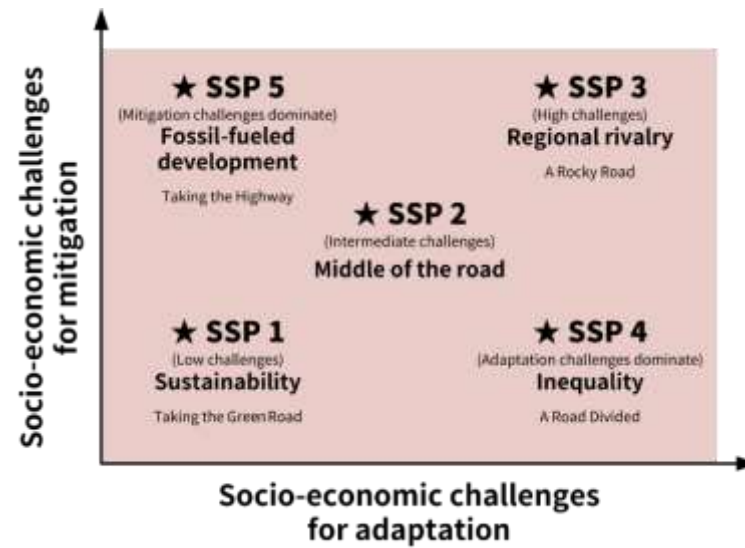 Socio-economic challenges
for mitigation
★ SSP 5
(Mitigation challenges dominate)
Fossil-fueled
development
Taking the Highway
★ SSP 3
(High challenges)
Regional rivalry
A Rocky Road
★ SSP 2
(Intermediate challenges)
Middle of the road
★ SSP 1
(Low challenges)
Sustainability
Taking the Green Road
★ SSP 4
(Adaptation challenges dominate)
Inequality
A Road Divided
Socio-economic challenges
for adaptation